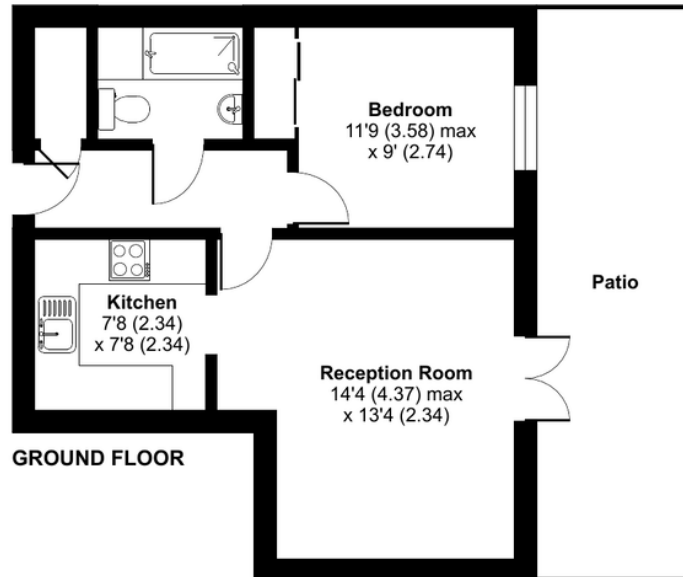 Bedroom
11'9 (3.58) max
x 9' (2.74)
Patio
Kitchen
7'8 (2.34)
x 7'8 (2.34)
Reception Room
14'4 (4.37) max
x 13'4 (2.34)
GROUND FLOOR